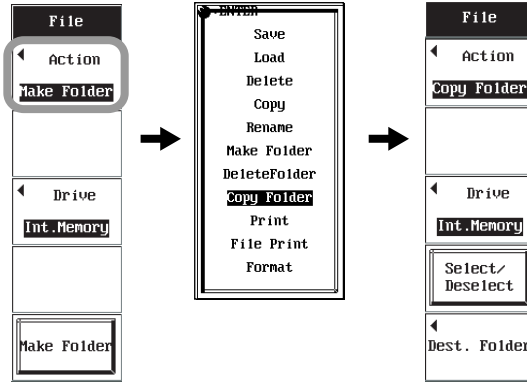 File
Action
Make Folder
Drive
Int.Memory
Make Folder
ENTER
Save
Load
Delete
Copy
Rename
Make Folder
DeleteFolder
Copy Folder
Print
File Print
Format
File
Action
Copy Folder
Drive
Int.Memory
Select/
Deselect
Dest. Folder